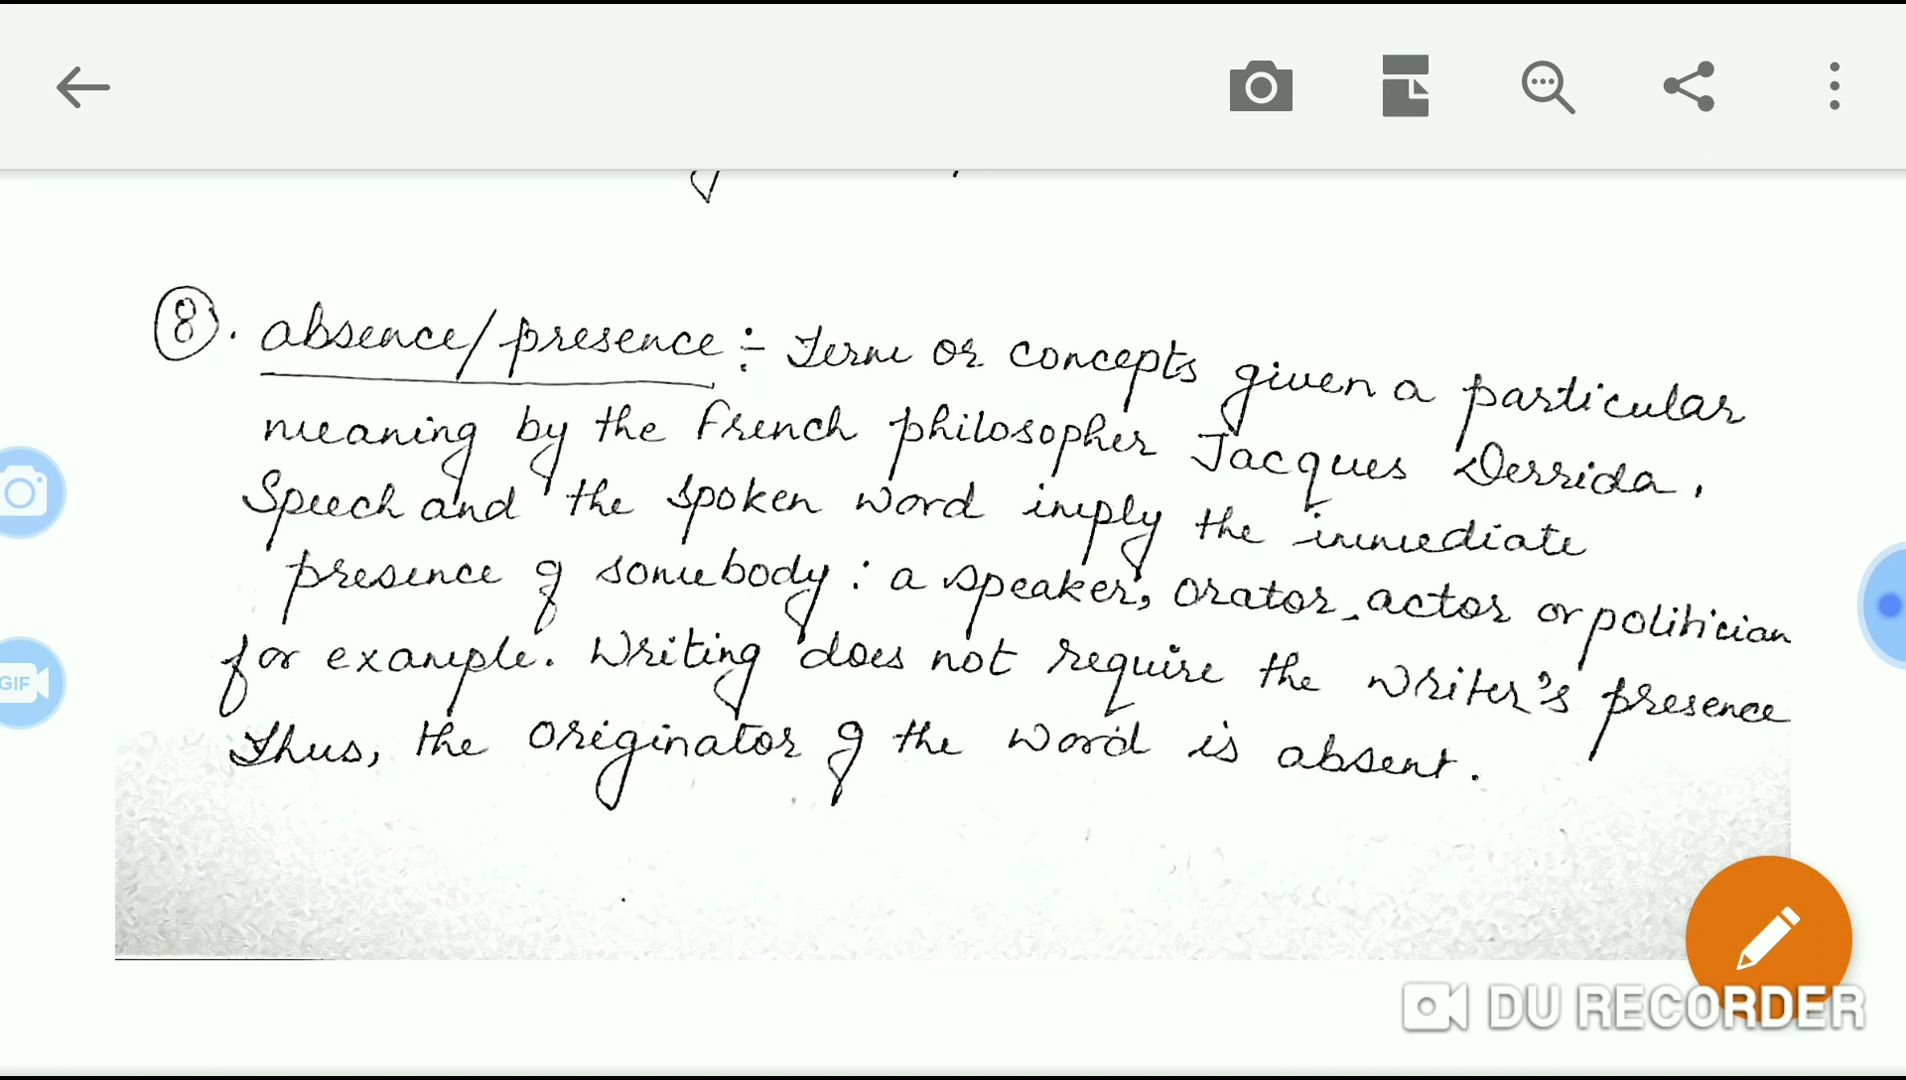 8. absence/presence :- Term or concepts given a particular
meaning by the French philosopher Jacques Derrida.
Speech and the spoken word imply the immediate
presence of somebody: a speaker, orator, actor or politician
for example. Writing does not require the writer's presence
Thus, the originator of the word is absent.
GIF
DU RECORDER